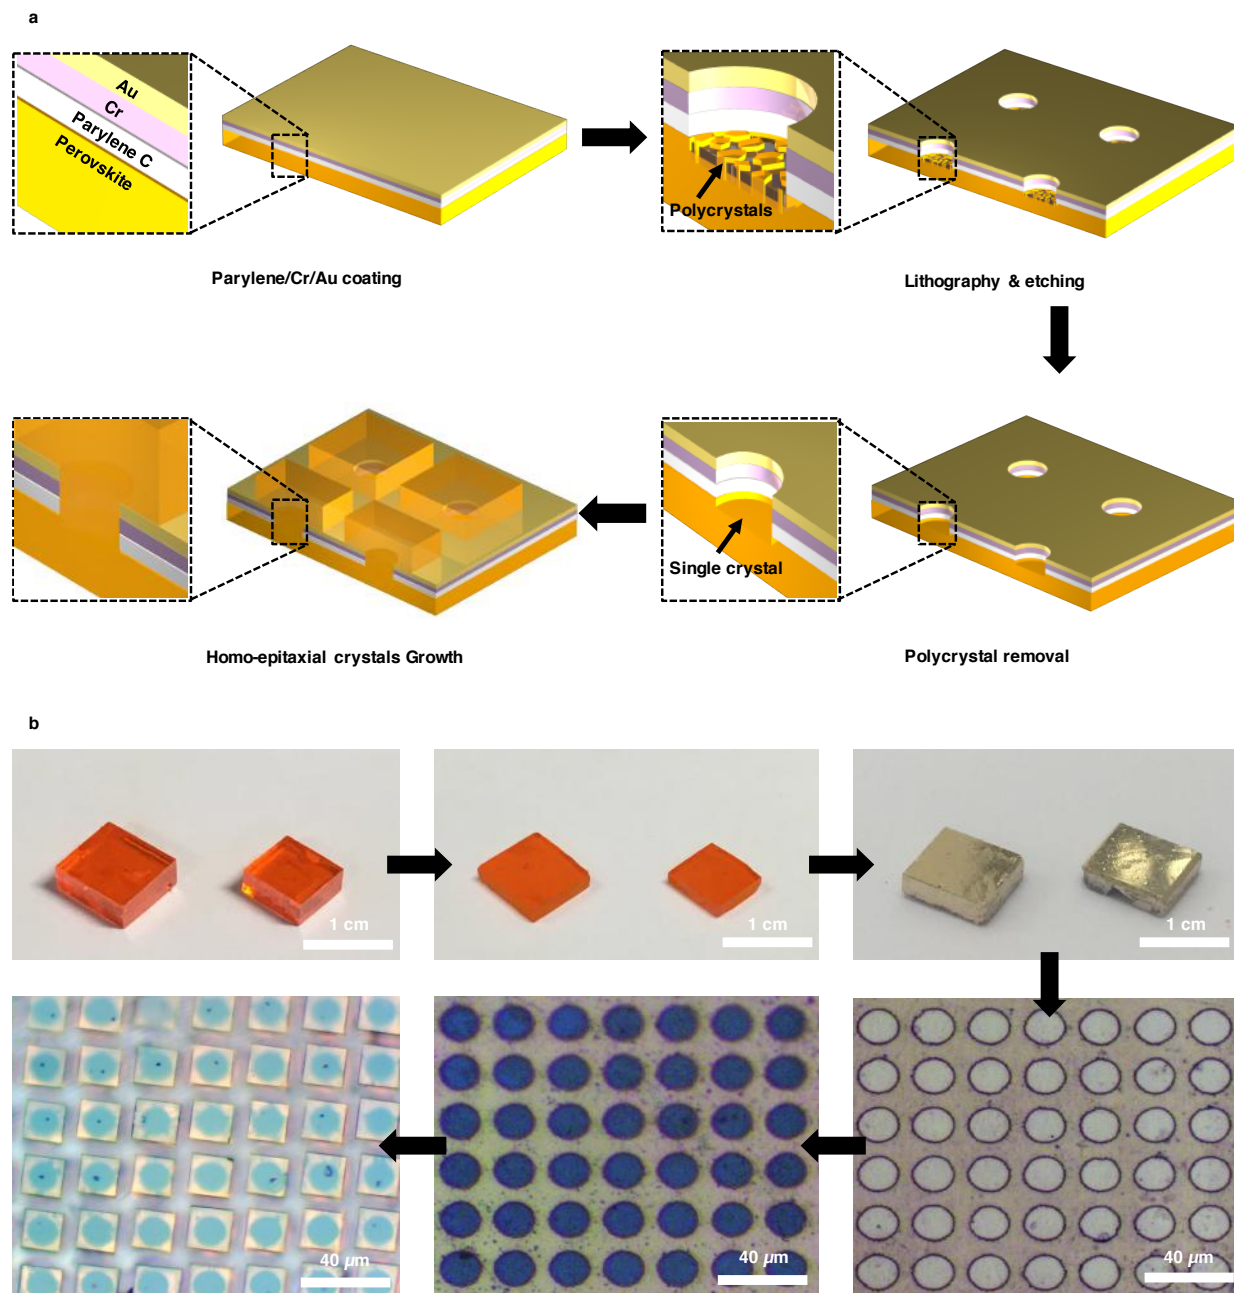 a
Au
Cr
Parylene C
Perovskite
Polycrystals
Parylene/Cr/Au coating
Lithography & etching
Single crystal
Homo-epitaxial crystals Growth
Polycrystal removal
b
1 cm
1 cm
1 cm
40 µm
40 µm
40 µm